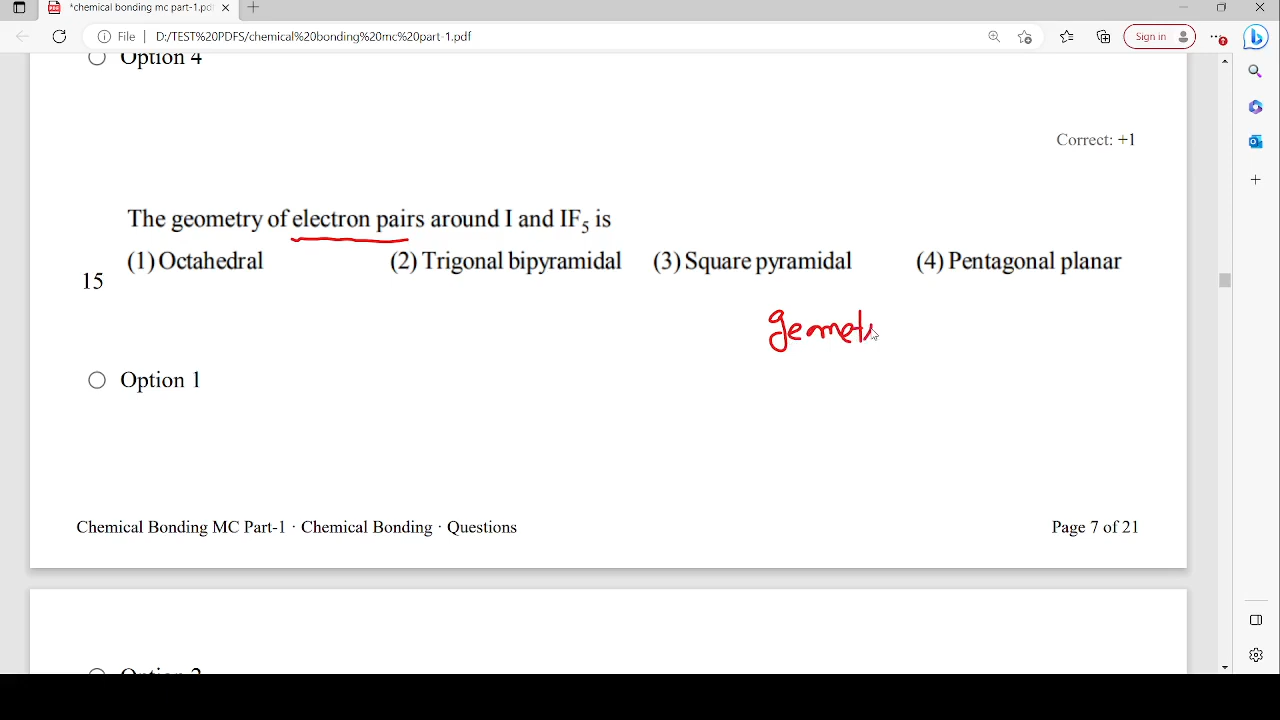 *chemical bonding mc part-1.pd
File
D:/TEST%20PDFS/chemical%20bonding%20mc%20part-1.pdf
Sign in
Option 4
Correct: +1
The geometry of electron pairs around I and IF5 is
(1) Octahedral (2) Trigonal bipyramidal (3) Square pyramidal (4) Pentagonal planar
15
Option 1
Chemical Bonding MC Part-1 · Chemical Bonding · Questions
Page 7 of 21